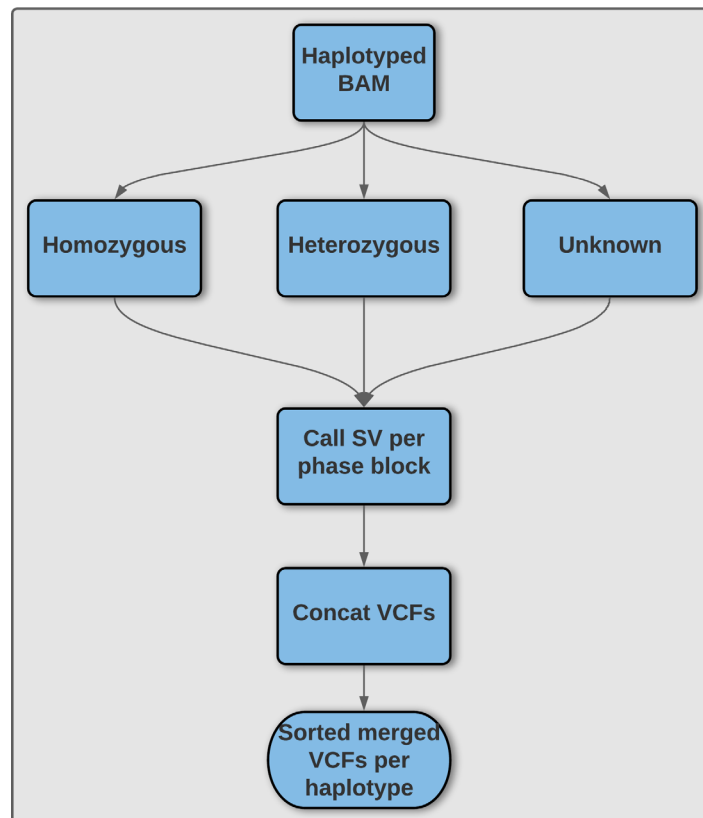 Haplotyped
BAM
Homozygous
Heterozygous
Unknown
Call SV per
phase block
Concat VCFs
Sorted merged
VCFs per
haplotype